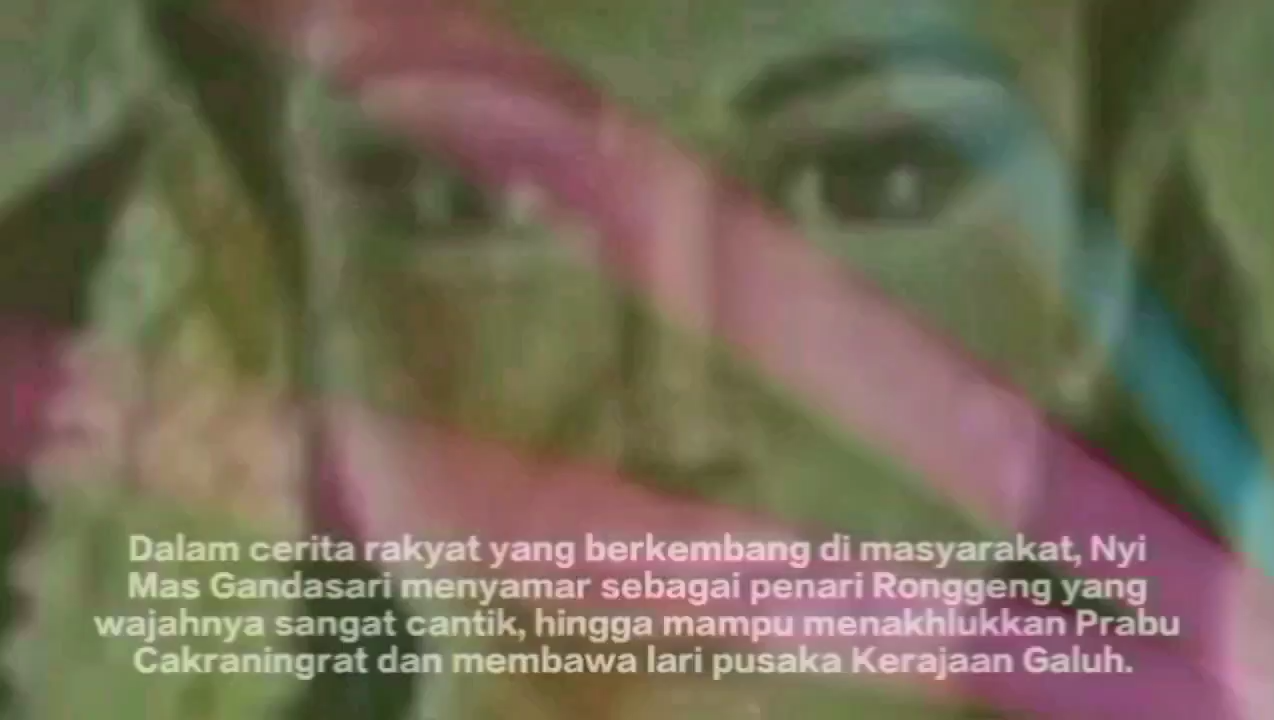 Dalam cerita rakyat yang berkembang di masyarakat, Nyi
Mas Gandasari menyamar sebagai penari Ronggeng yang
wajahnya sangat cantik, hingga mampu menakhlukkan Prabu
Cakraningrat dan membawa lari pusaka Kerajaan Galuh.